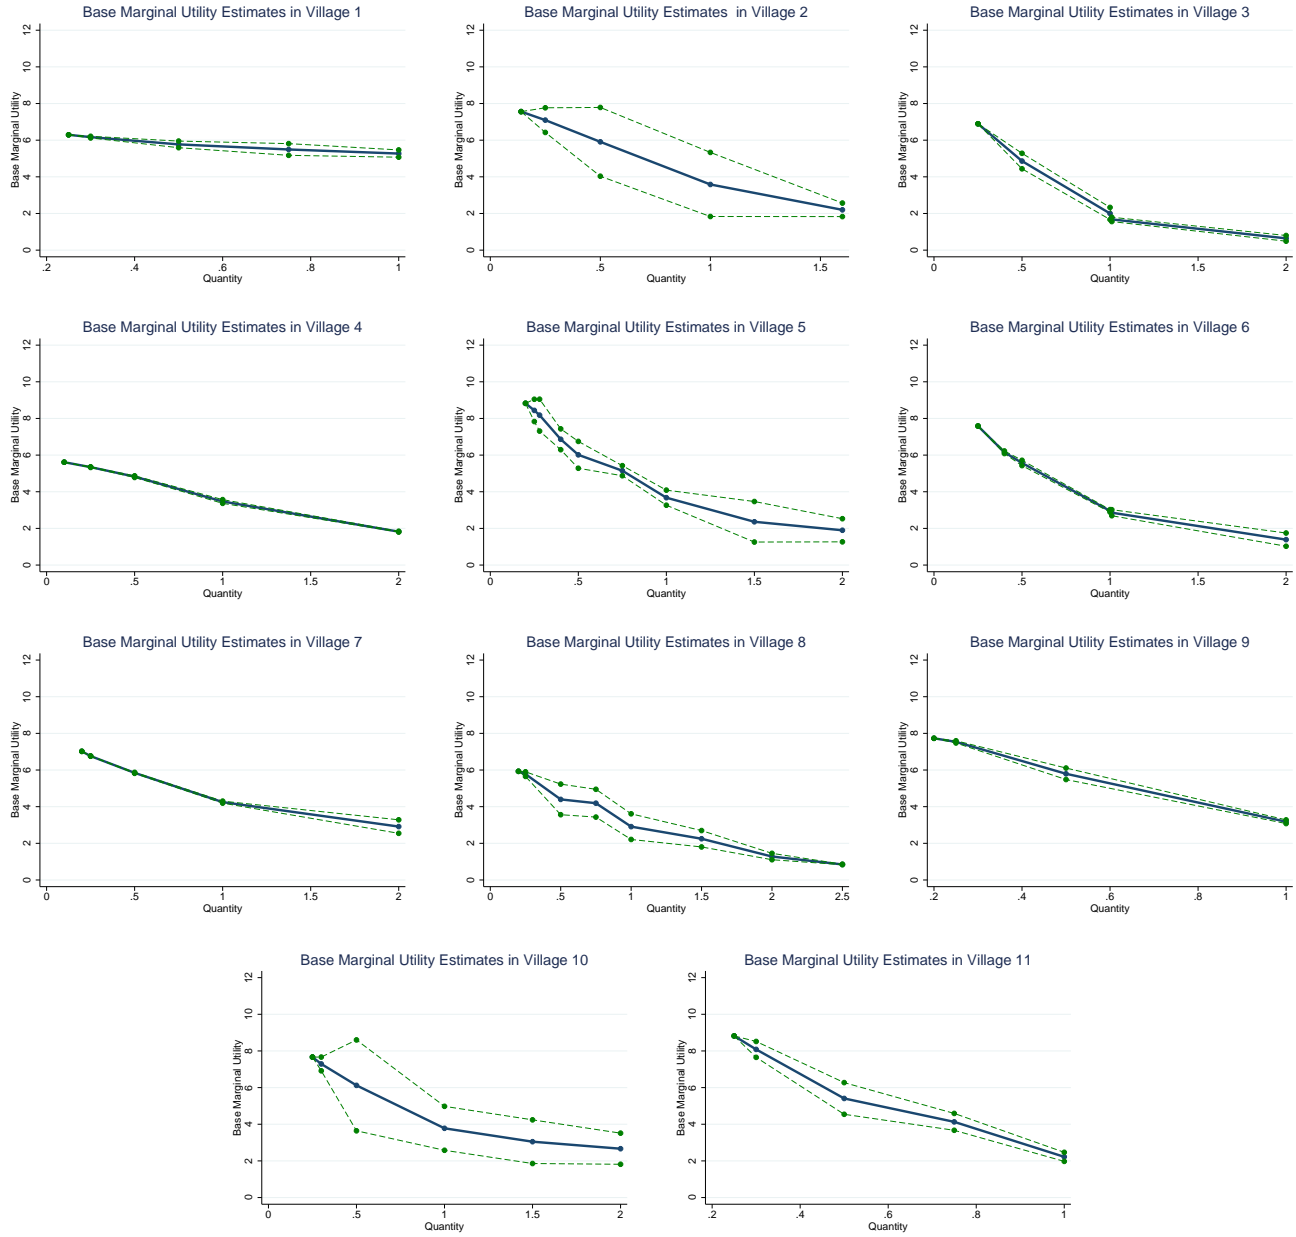 Base Marginal Utility Estimates in Village 1
Base Marginal Utility
0 2 4 6 8 10 12
.2 .4 .6 .8 1
Quantity
Base Marginal Utility Estimates  in Village 2
Base Marginal Utility
0 2 4 6 8 10 12
0 .5 1 1.5
Quantity
Base Marginal Utility Estimates in Village 3
Base Marginal Utility
0 2 4 6 8 10 12
0 .5 1 1.5 2
Quantity
Base Marginal Utility Estimates in Village 4
Base Marginal Utility
0 2 4 6 8 10 12
0 .5 1 1.5 2
Quantity
Base Marginal Utility Estimates in Village 5
Base Marginal Utility
0 2 4 6 8 10 12
0 .5 1 1.5 2
Quantity
Base Marginal Utility Estimates in Village 6
Base Marginal Utility
0 2 4 6 8 10 12
0 .5 1 1.5 2
Quantity
Base Marginal Utility Estimates in Village 7
Base Marginal Utility
0 2 4 6 8 10 12
0 .5 1 1.5 2
Quantity
Base Marginal Utility Estimates in Village 8
Base Marginal Utility
0 2 4 6 8 10 12
0 .5 1 1.5 2 2.5
Quantity
Base Marginal Utility Estimates in Village 9
Base Marginal Utility
0 2 4 6 8 10 12
.2 .4 .6 .8 1
Quantity
Base Marginal Utility Estimates in Village 10
Base Marginal Utility
0 2 4 6 8 10 12
0 .5 1 1.5 2
Quantity
Base Marginal Utility Estimates in Village 11
Base Marginal Utility
0 2 4 6 8 10 12
.2 .4 .6 .8 1
Quantity